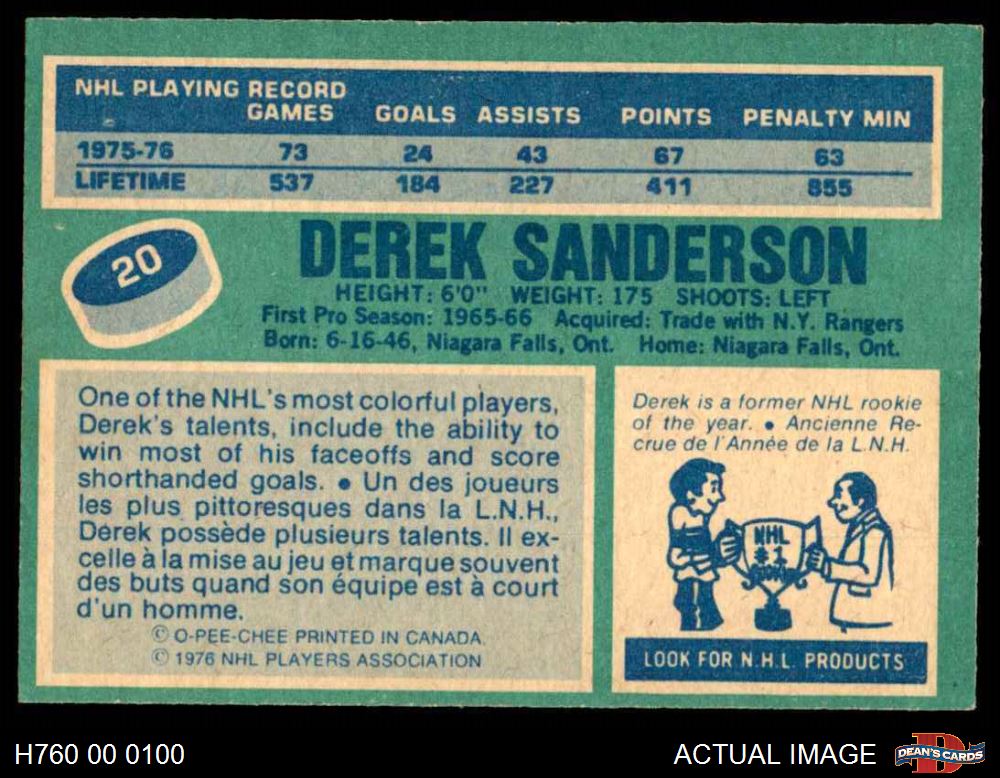 NHL PLAYING RECORD
GAMES GOALS ASSISTS POINTS PENALTY MIN
1975-76 73 24 43 67 63
LIFETIME 537 184 227 411 855
20
DEREK SANDERSON
HEIGHT: 6'0" WEIGHT: 175 SHOOTS: LEFT
First Pro Season: 1965-66 Acquired: Trade with N.Y. Rangers
Born: 6-16-46, Niagara Falls, Ont. Home: Niagara Falls, Ont.
One of the NHL's most colorful players,
Derek's talents, include the ability to
win most of his faceoffs and score
shorthanded goals. ● Un des joueurs
les plus pittoresques dans la L.N.H.,
Derek possède plusieurs talents. Il ex-
celle à la mise au jeu et marque souvent
des buts quand son équipe est à court
d'un homme.
© O-PEE-CHEE PRINTED IN CANADA.
© 1976 NHL PLAYERS ASSOCIATION
Derek is a former NHL rookie
of the year. ● Ancienne Re-
crue de l'Année de la L.N.H.
NHL
#1
LOOK FOR N.H.L. PRODUCTS
H760 00 0100
ACTUAL IMAGE
DEAN'S CARDS